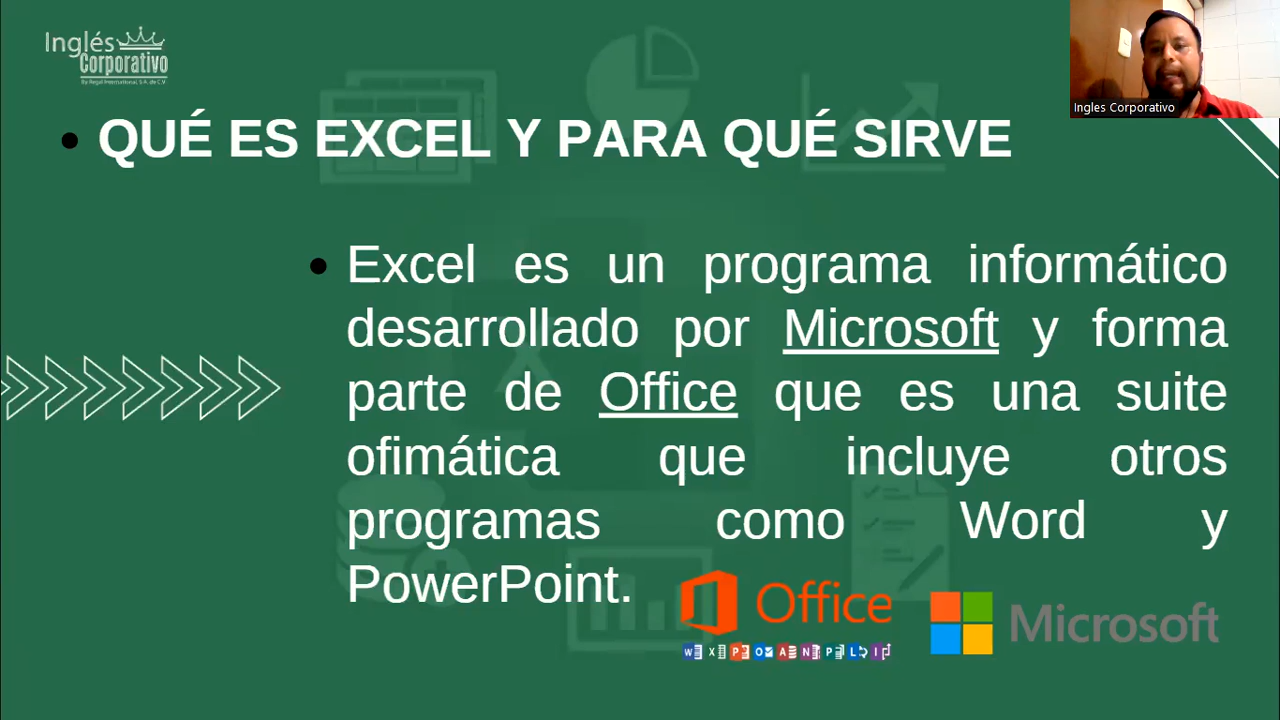 Inglés
Corporativo
By Regal International, S.A. de C.V
Ingles Corporativo
QUÉ ES EXCEL Y PARA QUÉ SIRVE
Excel es un programa informático
desarrollado por Microsoft y forma
parte de Office que es una suite
ofimática que incluye otros
programas como Word y
PowerPoint.
Office
Microsoft